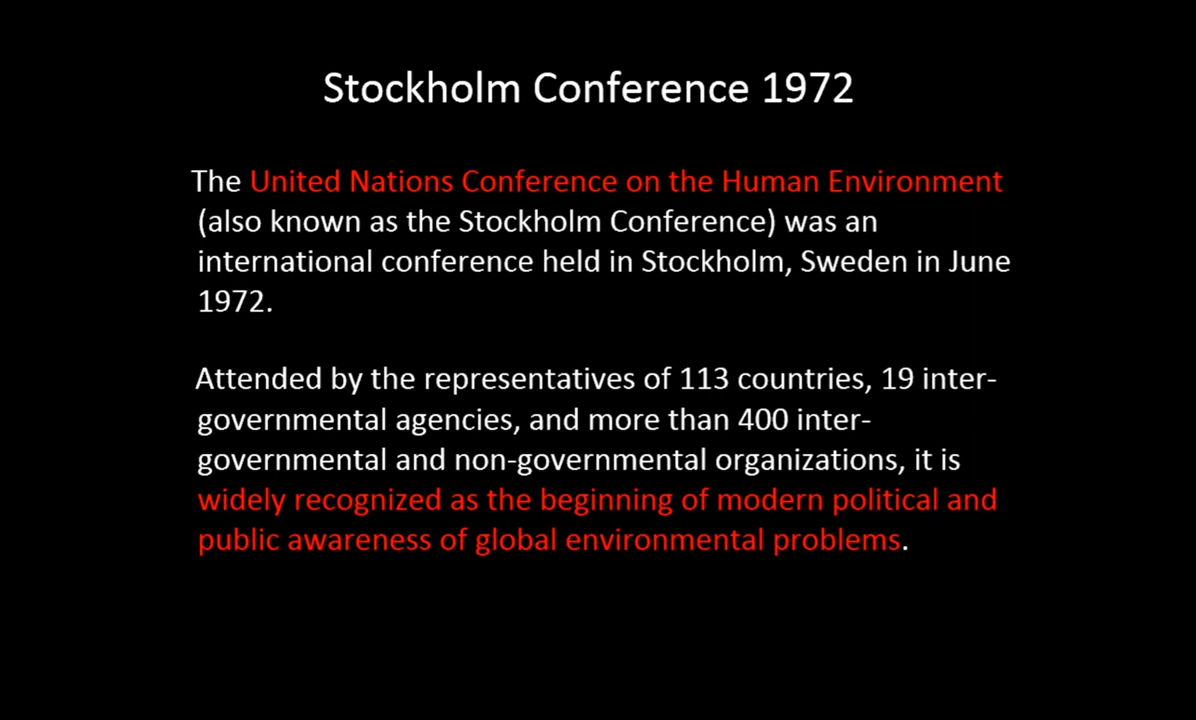 Stockholm Conference 1972
The United Nations Conference on the Human Environment
(also known as the Stockholm Conference) was an
international conference held in Stockholm, Sweden in June
1972.
Attended by the representatives of 113 countries, 19 inter-
governmental agencies, and more than 400 inter-
governmental and non-governmental organizations, it is
widely recognized as the beginning of modern political and
public awareness of global environmental problems.